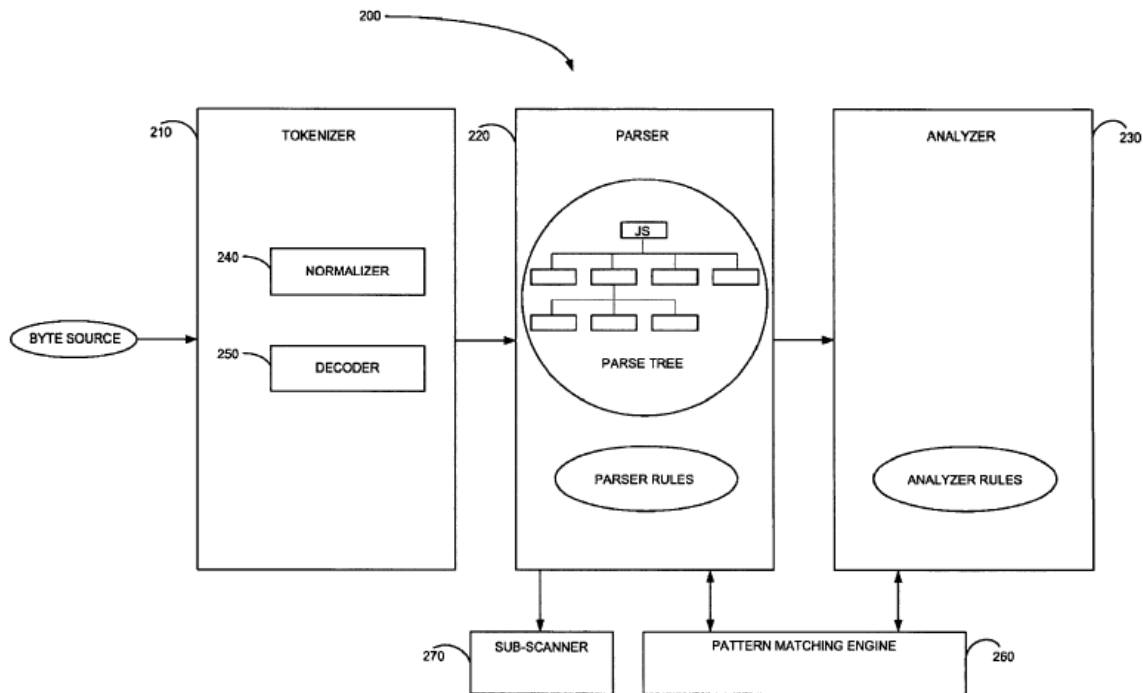 200
210
TOKENIZER
220
PARSER
ANALYZER
230
JS
240
NORMALIZER
BYTE SOURCE
250
DECODER
PARSE TREE
PARSER RULES
ANALYZER RULES
270
SUB-SCANNER
PATTERN MATCHING ENGINE
260